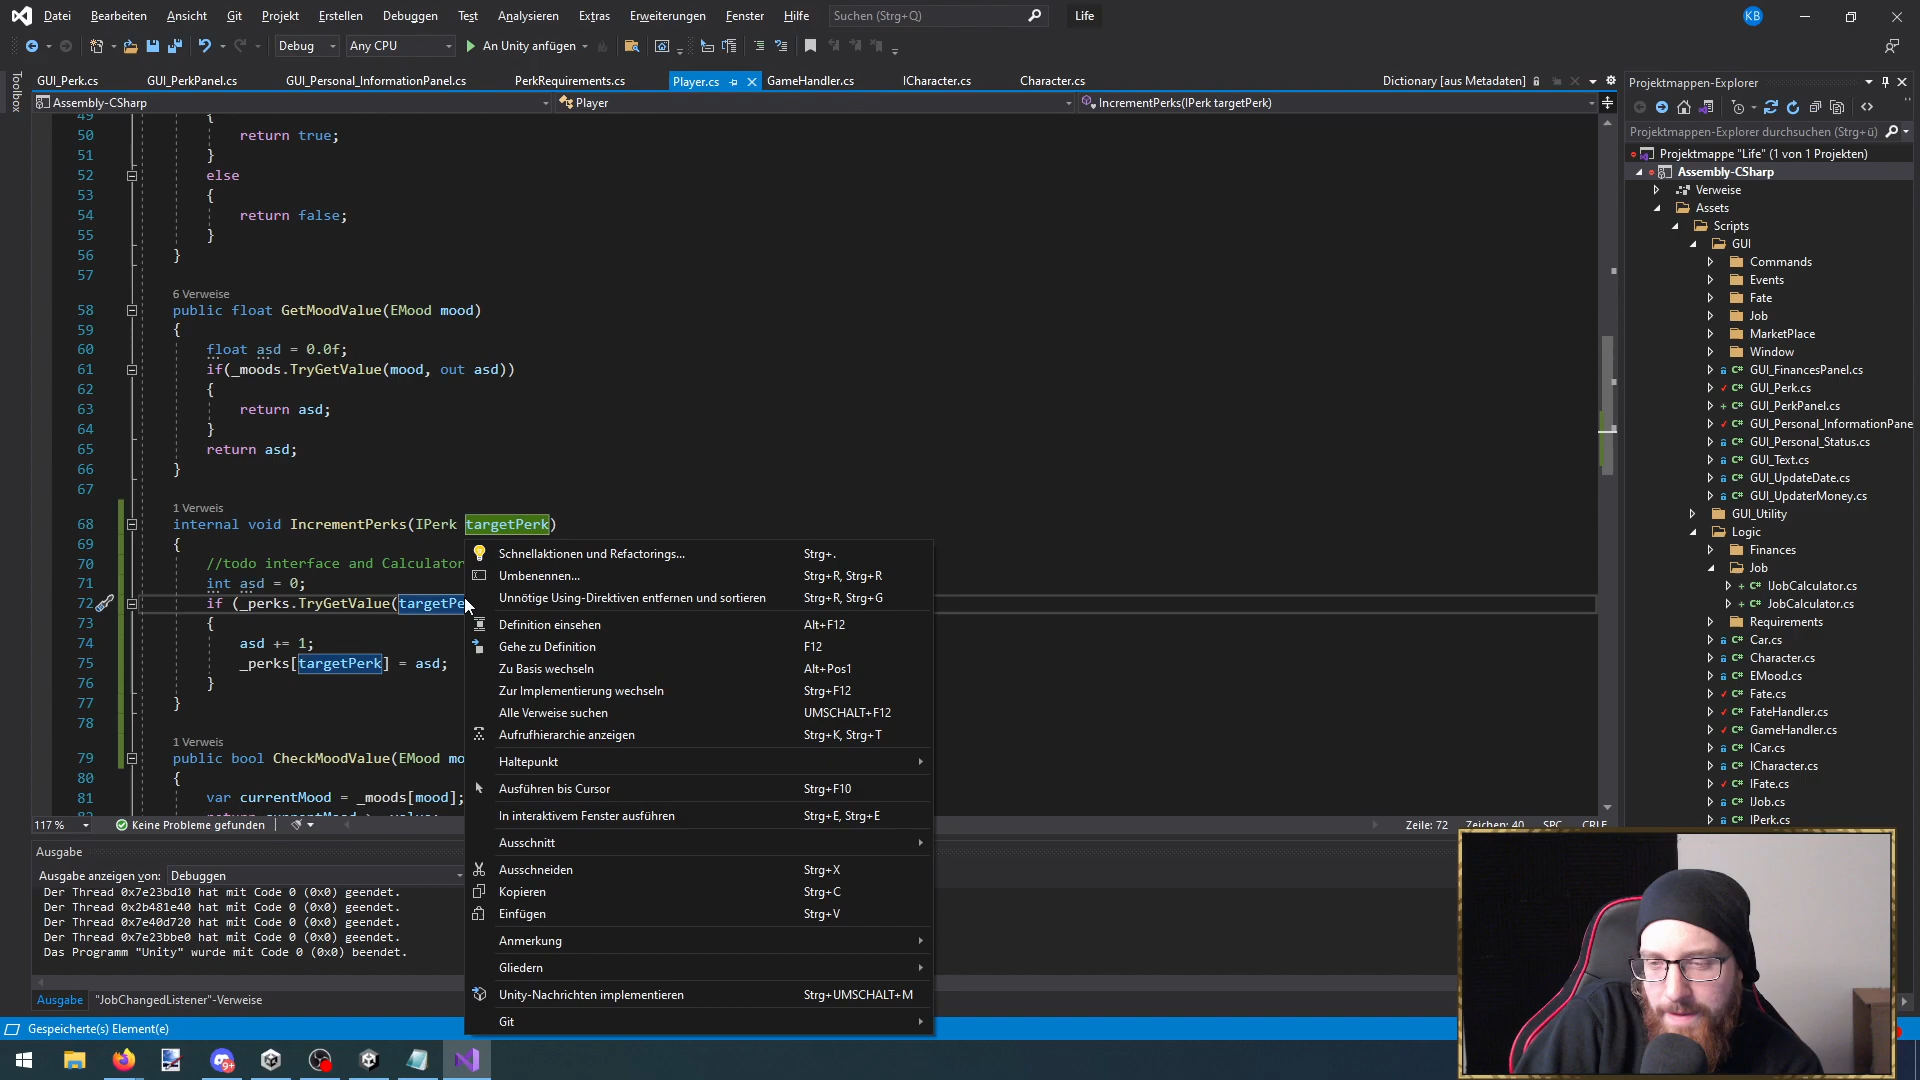 Datei Bearbeiten Ansicht Git Projekt Erstellen Debuggen Test Analysieren Extras Erweiterungen Fenster Hilfe Suchen (Strg+Q) Life KB
Debug Any CPU An Unity anfügen
Toolbox
GUI_Perk.cs GUI_PerkPanel.cs GUI_Personal_InformationPanel.cs PerkRequirements.cs Player.cs GameHandler.cs ICharacter.cs Character.cs Dictionary [aus Metadaten]
Assembly-CSharp Player IncrementPerks(IPerk targetPerk)
49 {
50 return true;
51 }
52 else
53 {
54 return false;
55 }
56 }
57
6 Verweise
58 public float GetMoodValue(EMood mood)
59 {
60 float asd = 0.0f;
61 if(_moods.TryGetValue(mood, out asd))
62 {
63 return asd;
64 }
65 return asd;
66 }
67
1 Verweis
68 internal void IncrementPerks(IPerk targetPerk)
69 {
70 //todo interface and Calculator
71 int asd = 0;
72 if (_perks.TryGetValue(targetPe
73 {
74 asd += 1;
75 _perks[targetPerk] = asd;
76 }
77 }
78
1 Verweis
79 public bool CheckMoodValue(EMood mo
80 {
81 var currentMood = _moods[mood];
Schnellaktionen und Refactorings... Strg+.
Umbenennen... Strg+R, Strg+R
Unnötige Using-Direktiven entfernen und sortieren Strg+R, Strg+G
Definition einsehen Alt+F12
Gehe zu Definition F12
Zu Basis wechseln Alt+Pos1
Zur Implementierung wechseln Strg+F12
Alle Verweise suchen UMSCHALT+F12
Aufrufhierarchie anzeigen Strg+K, Strg+T
Haltepunkt
Ausführen bis Cursor Strg+F10
In interaktivem Fenster ausführen Strg+E, Strg+E
Ausschnitt
Ausschneiden Strg+X
Kopieren Strg+C
Einfügen Strg+V
Anmerkung
Gliedern
Unity-Nachrichten implementieren Strg+UMSCHALT+M
Git
117 % Keine Probleme gefunden Zeile: 72 Zeichen: 40 SPC CRLF
Ausgabe
Ausgabe anzeigen von: Debuggen
Der Thread 0x7e23bd10 hat mit Code 0 (0x0) geendet.
Der Thread 0x2b481e40 hat mit Code 0 (0x0) geendet.
Der Thread 0x7e40d720 hat mit Code 0 (0x0) geendet.
Der Thread 0x7e23bbe0 hat mit Code 0 (0x0) geendet.
Das Programm "Unity" wurde mit Code 0 (0x0) beendet.
Ausgabe "JobChangedListener"-Verweise
Gespeicherte(s) Element(e)
Projektmappen-Explorer
Projektmappen-Explorer durchsuchen (Strg+ü)
Projektmappe "Life" (1 von 1 Projekten)
Assembly-CSharp
Verweise
Assets
Scripts
GUI
Commands
Events
Fate
Job
MarketPlace
Window
C# GUI_FinancesPanel.cs
C# GUI_Perk.cs
C# GUI_PerkPanel.cs
C# GUI_Personal_InformationPane
C# GUI_Personal_Status.cs
C# GUI_Text.cs
C# GUI_UpdateDate.cs
C# GUI_UpdaterMoney.cs
GUI_Utility
Logic
Finances
Job
C# IJobCalculator.cs
C# JobCalculator.cs
Requirements
C# Car.cs
C# Character.cs
C# EMood.cs
C# Fate.cs
C# FateHandler.cs
C# GameHandler.cs
C# ICar.cs
C# ICharacter.cs
C# IFate.cs
C# IJob.cs
C# IPerk.cs
9+